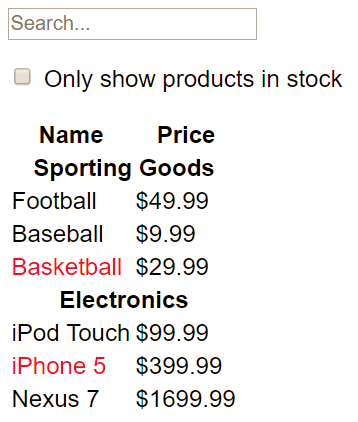 Search...
Only show products in stock
Name Price
Sporting Goods
Football $49.99
Baseball $9.99
Basketball $29.99
Electronics
iPod Touch $99.99
iPhone 5 $399.99
Nexus 7 $1699.99